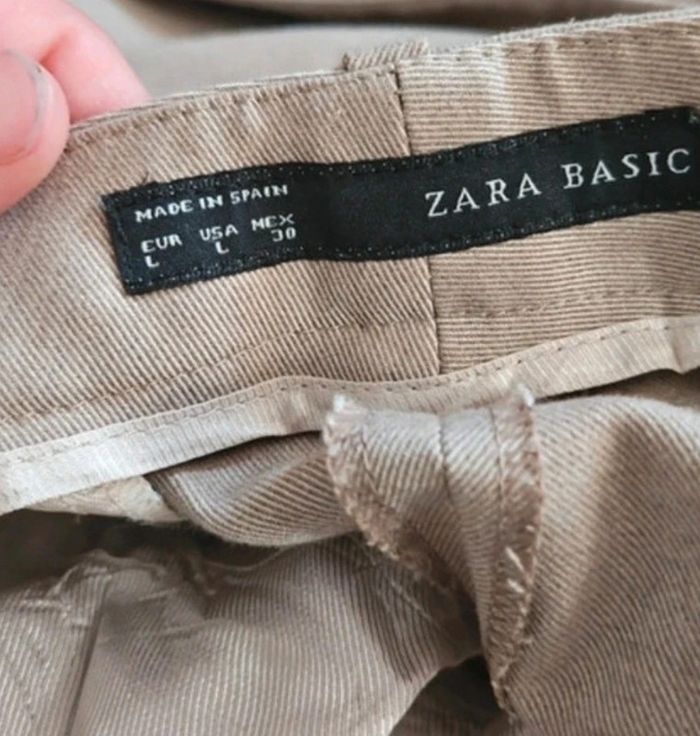 MADE IN SPAIN
EUR USA MEX
L L 30
ZARA BASIC